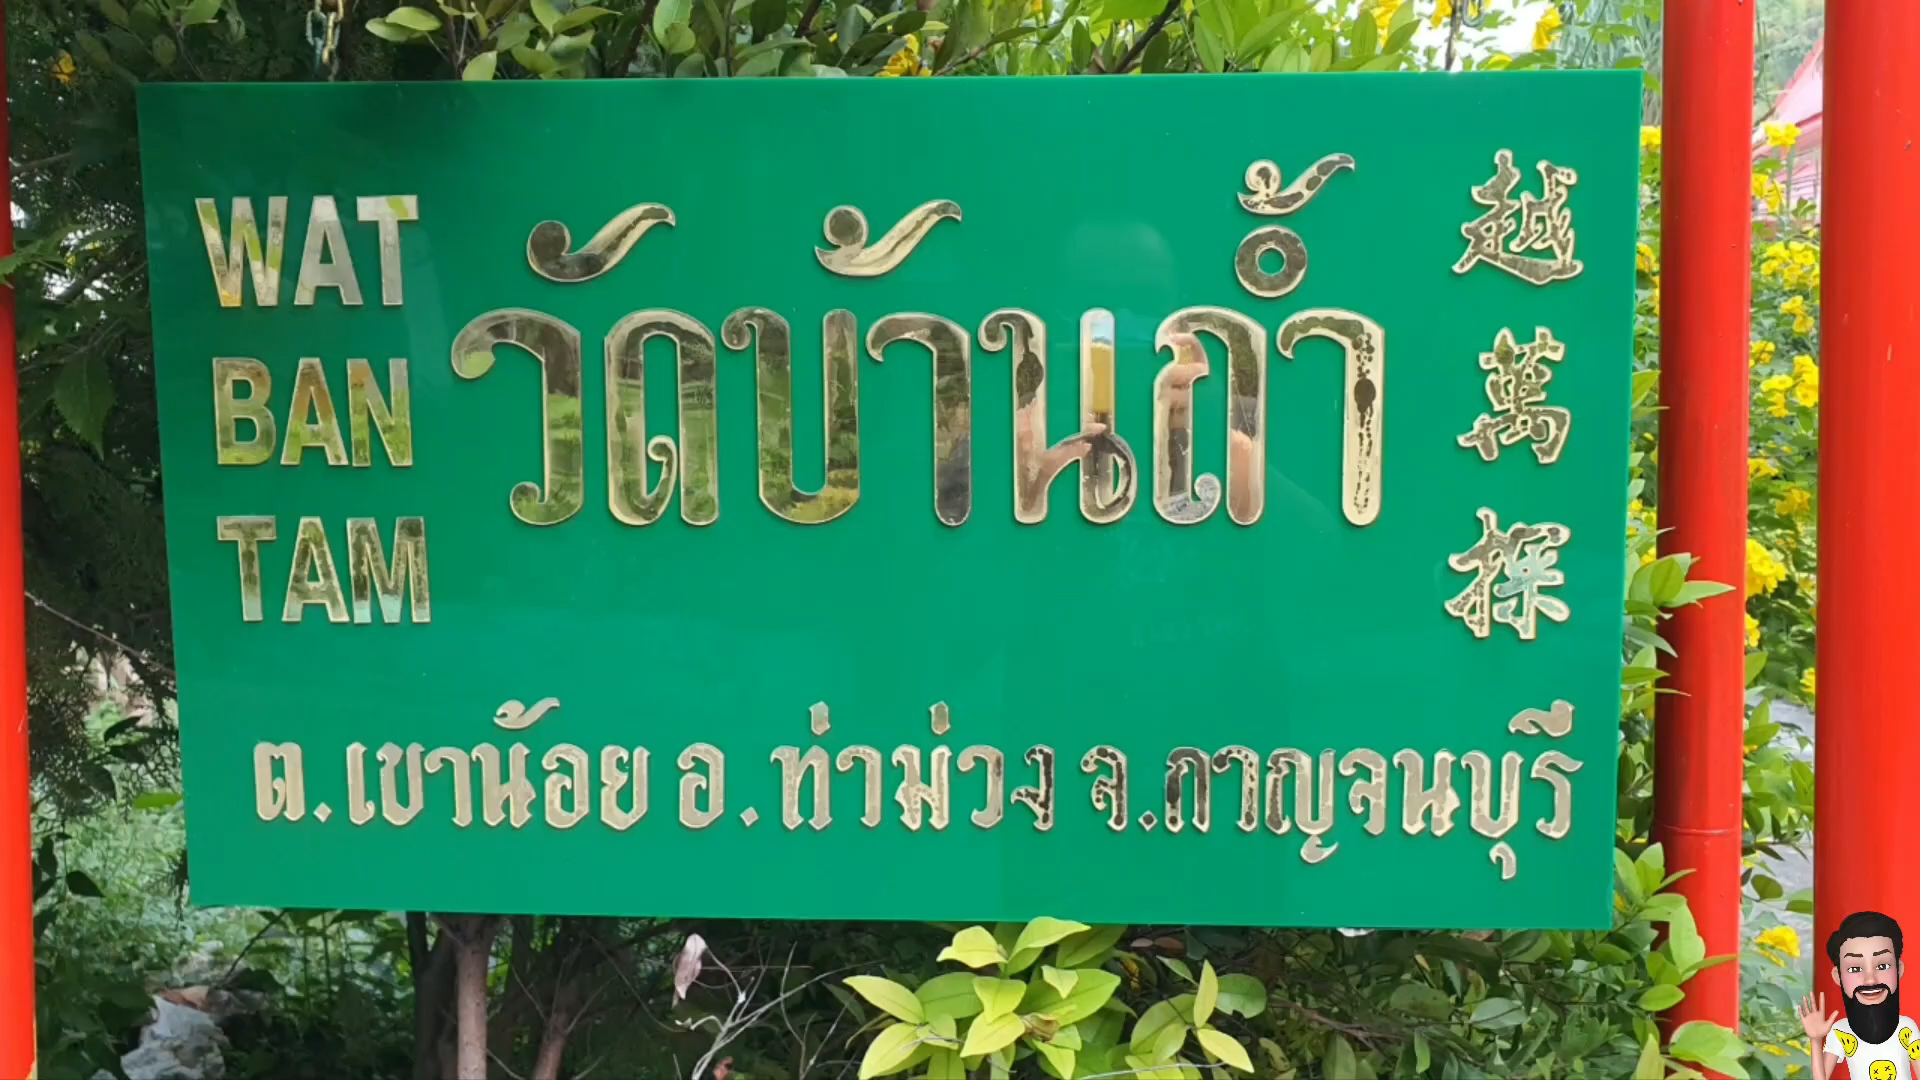 WAT
BAN
TAM
วัดบ้านถ้ำ
越萬探
ต.เขาน้อย อ.ท่าม่วง จ.กาญจนบุรี